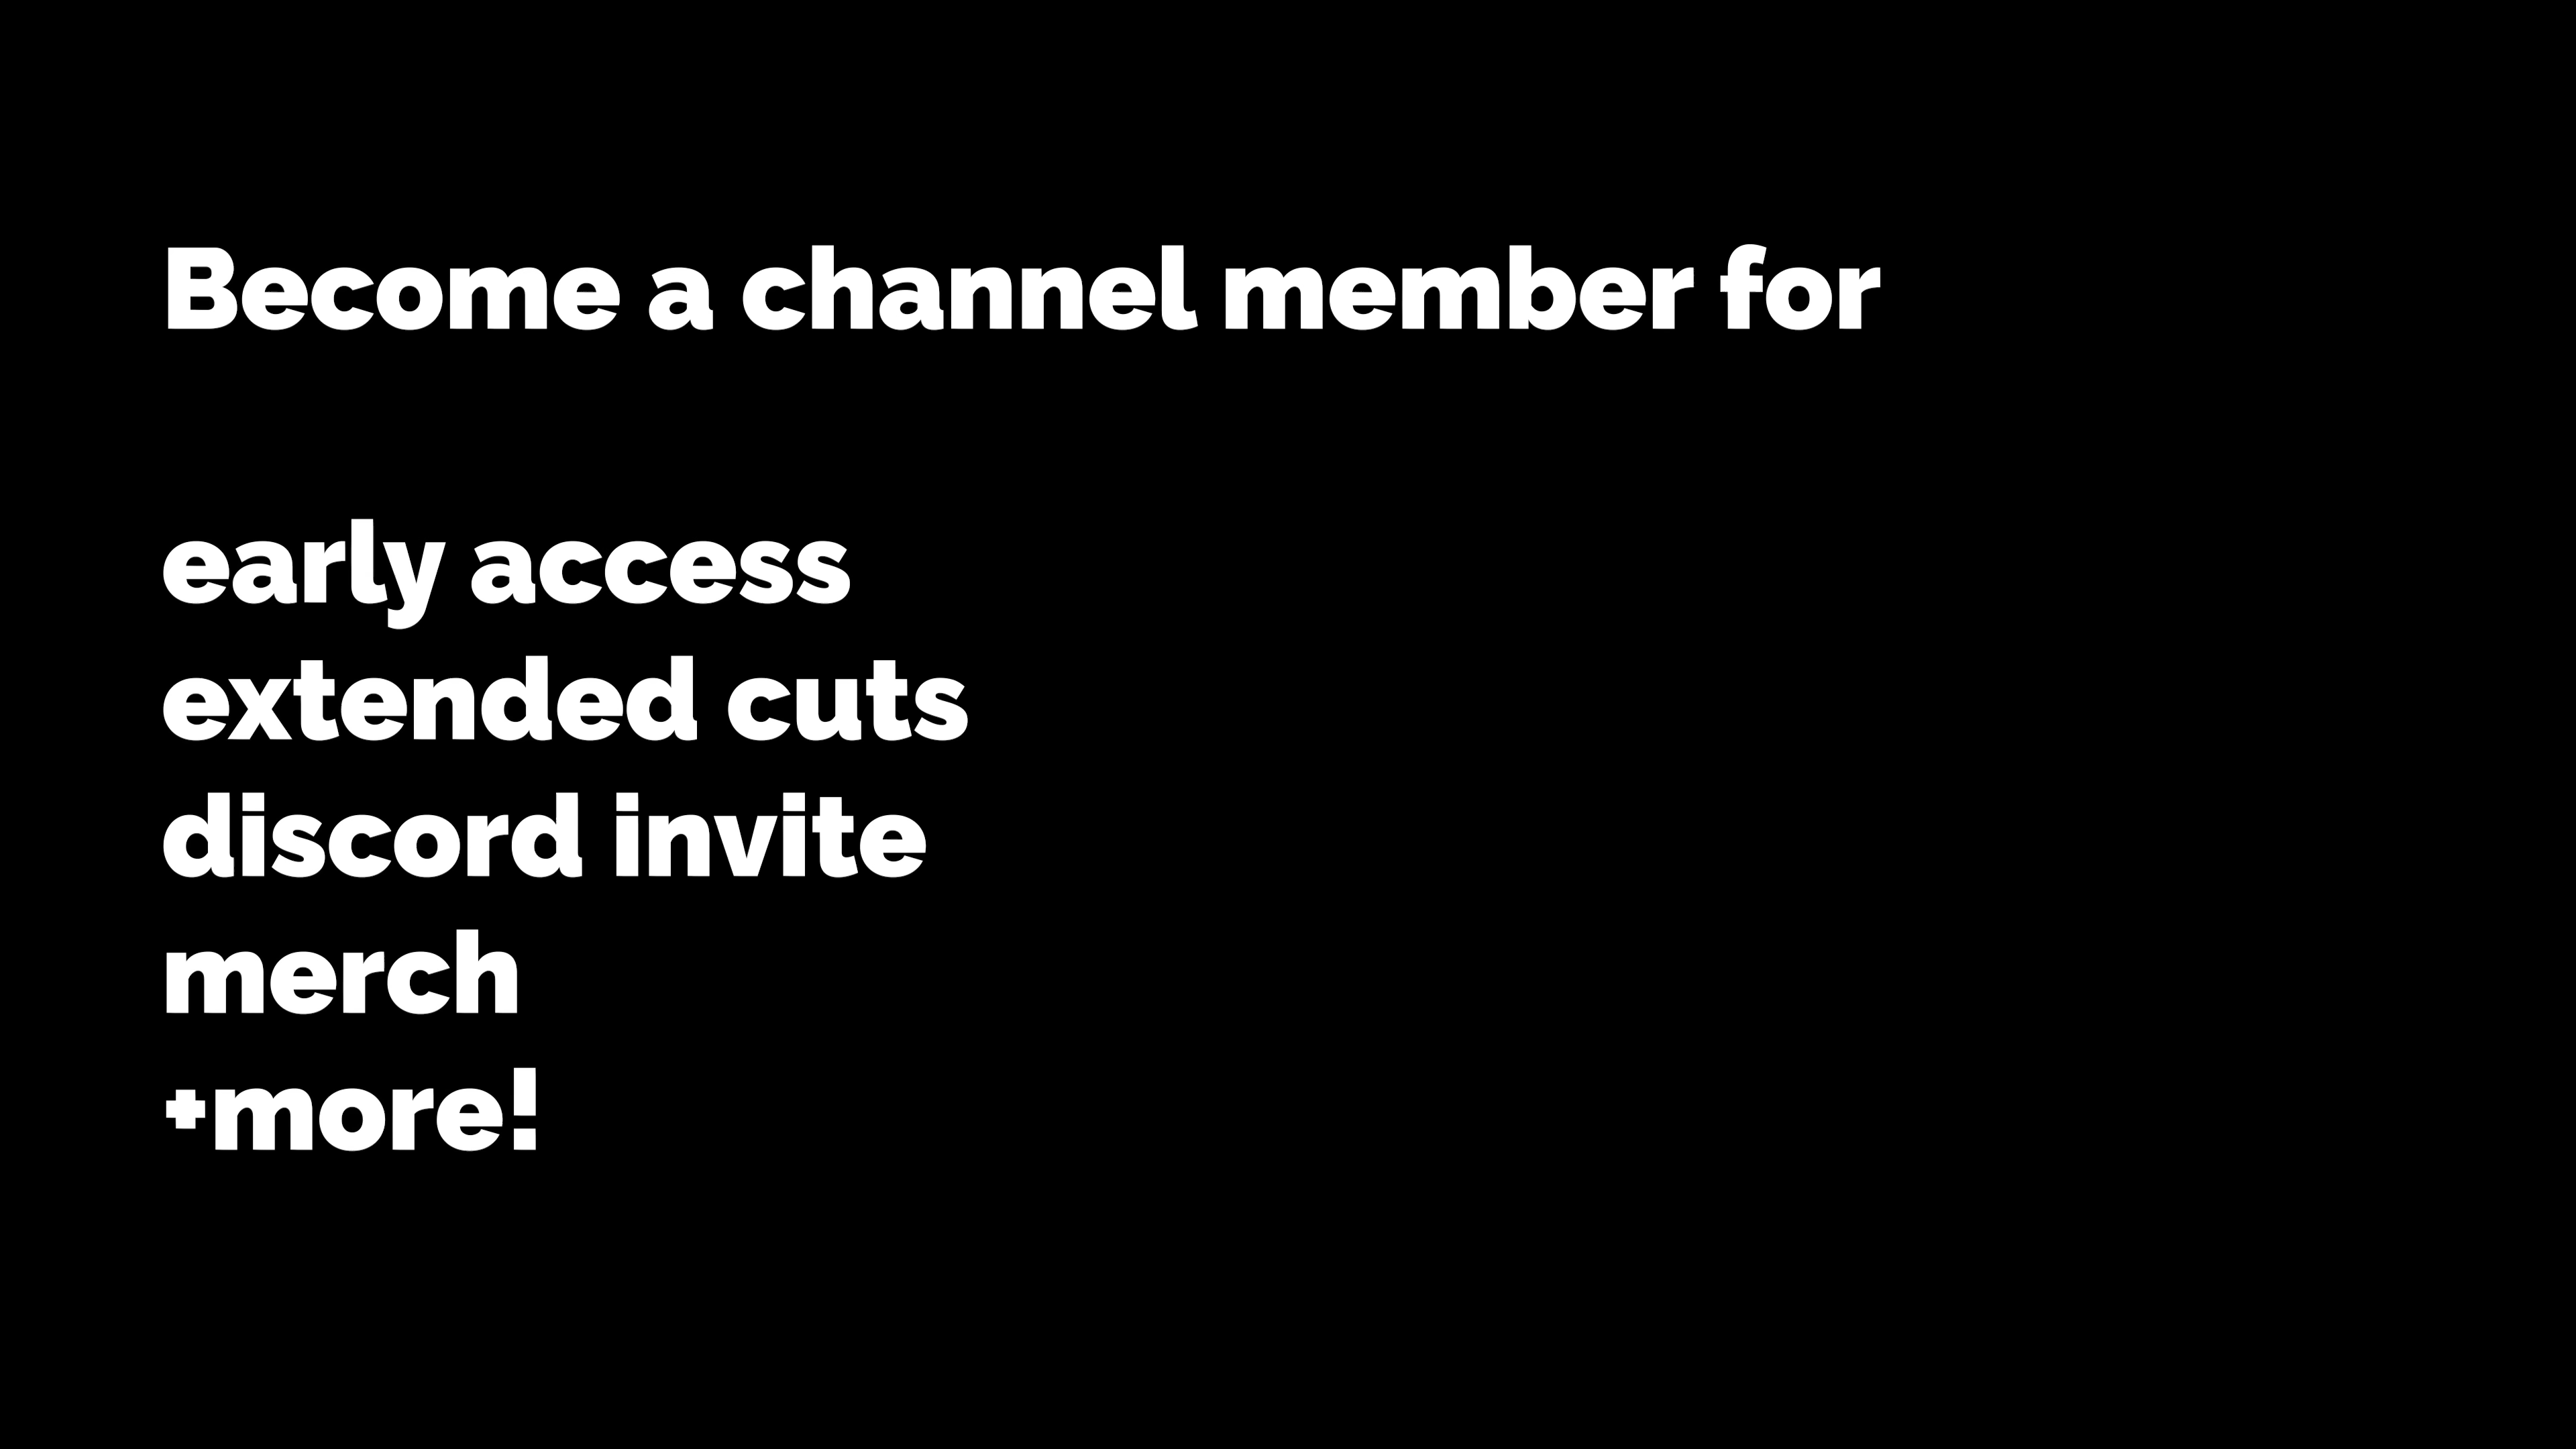 Become a channel member for
early access
extended cuts
discord invite
merch
+more!